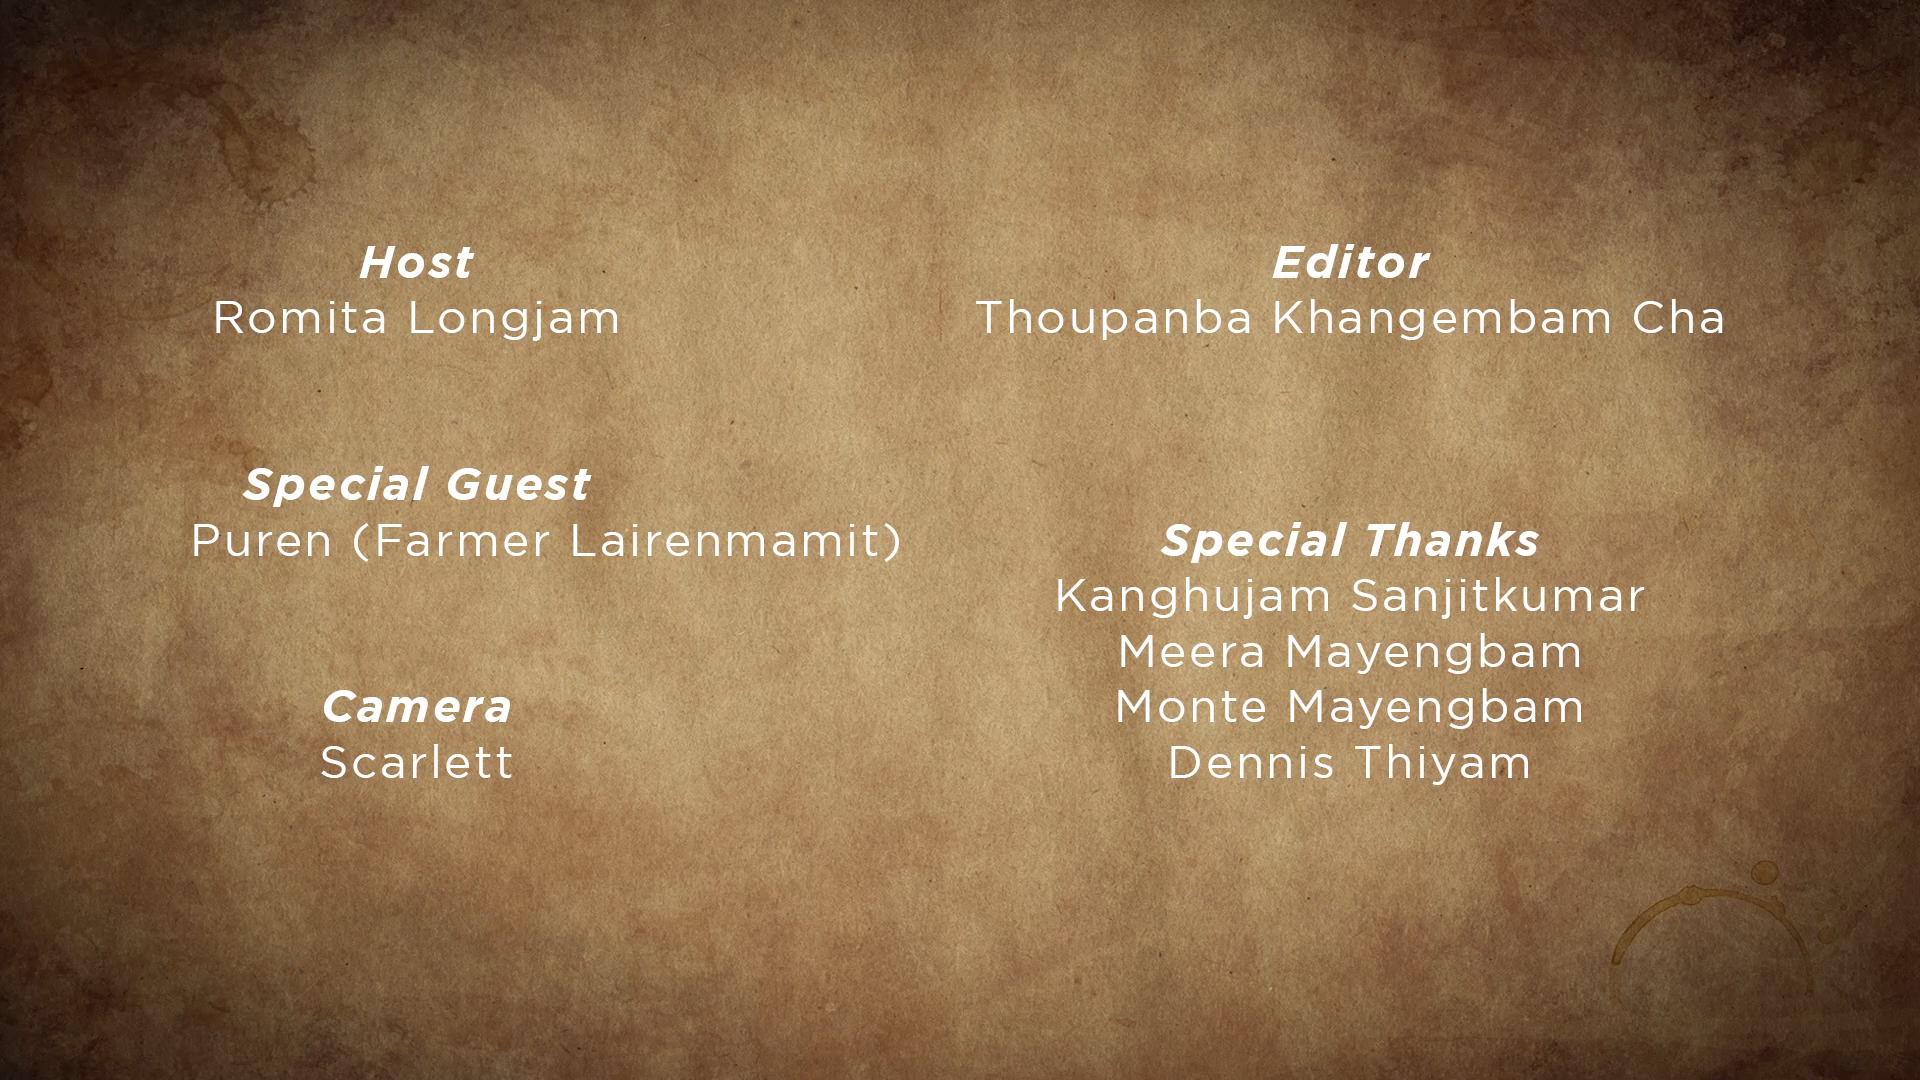 Host
Romita Longjam
Special Guest
Puren (Farmer Lairenmamit)
Camera
Scarlett
Editor
Thoupanba Khangembam Cha
Special Thanks
Kanghujam Sanjitkumar
Meera Mayengbam
Monte Mayengbam
Dennis Thiyam